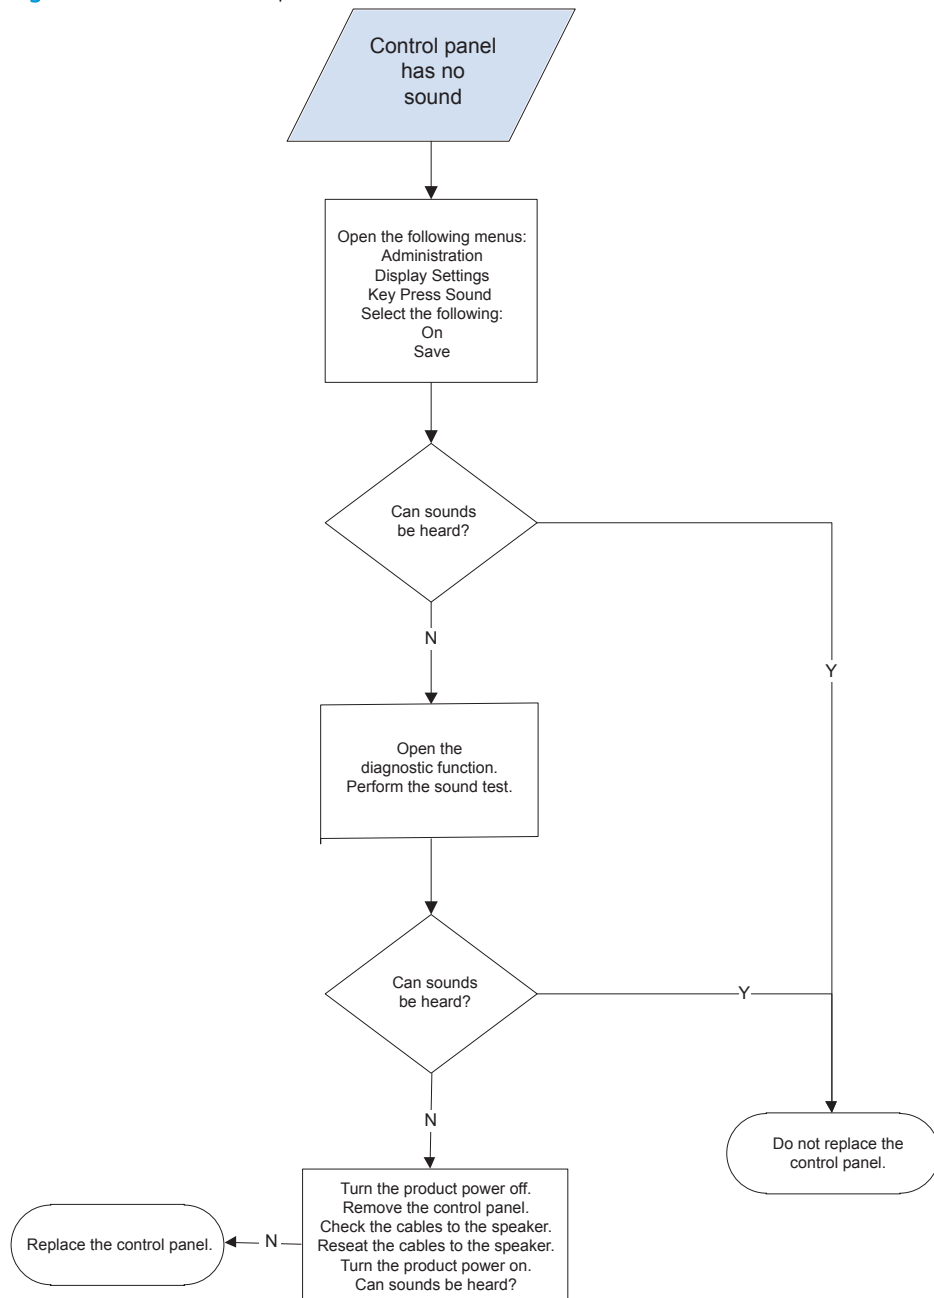 Control panel
has no
sound
Open the following menus:
Administration
Display Settings
Key Press Sound
Select the following:
On
Save
Can sounds
be heard?
N
Y
Open the
diagnostic function.
Perform the sound test.
Can sounds
be heard?
Y
N
Do not replace the
control panel.
Turn the product power off.
Remove the control panel.
Check the cables to the speaker.
Reseat the cables to the speaker.
Turn the product power on.
Can sounds be heard?
N
Replace the control panel.